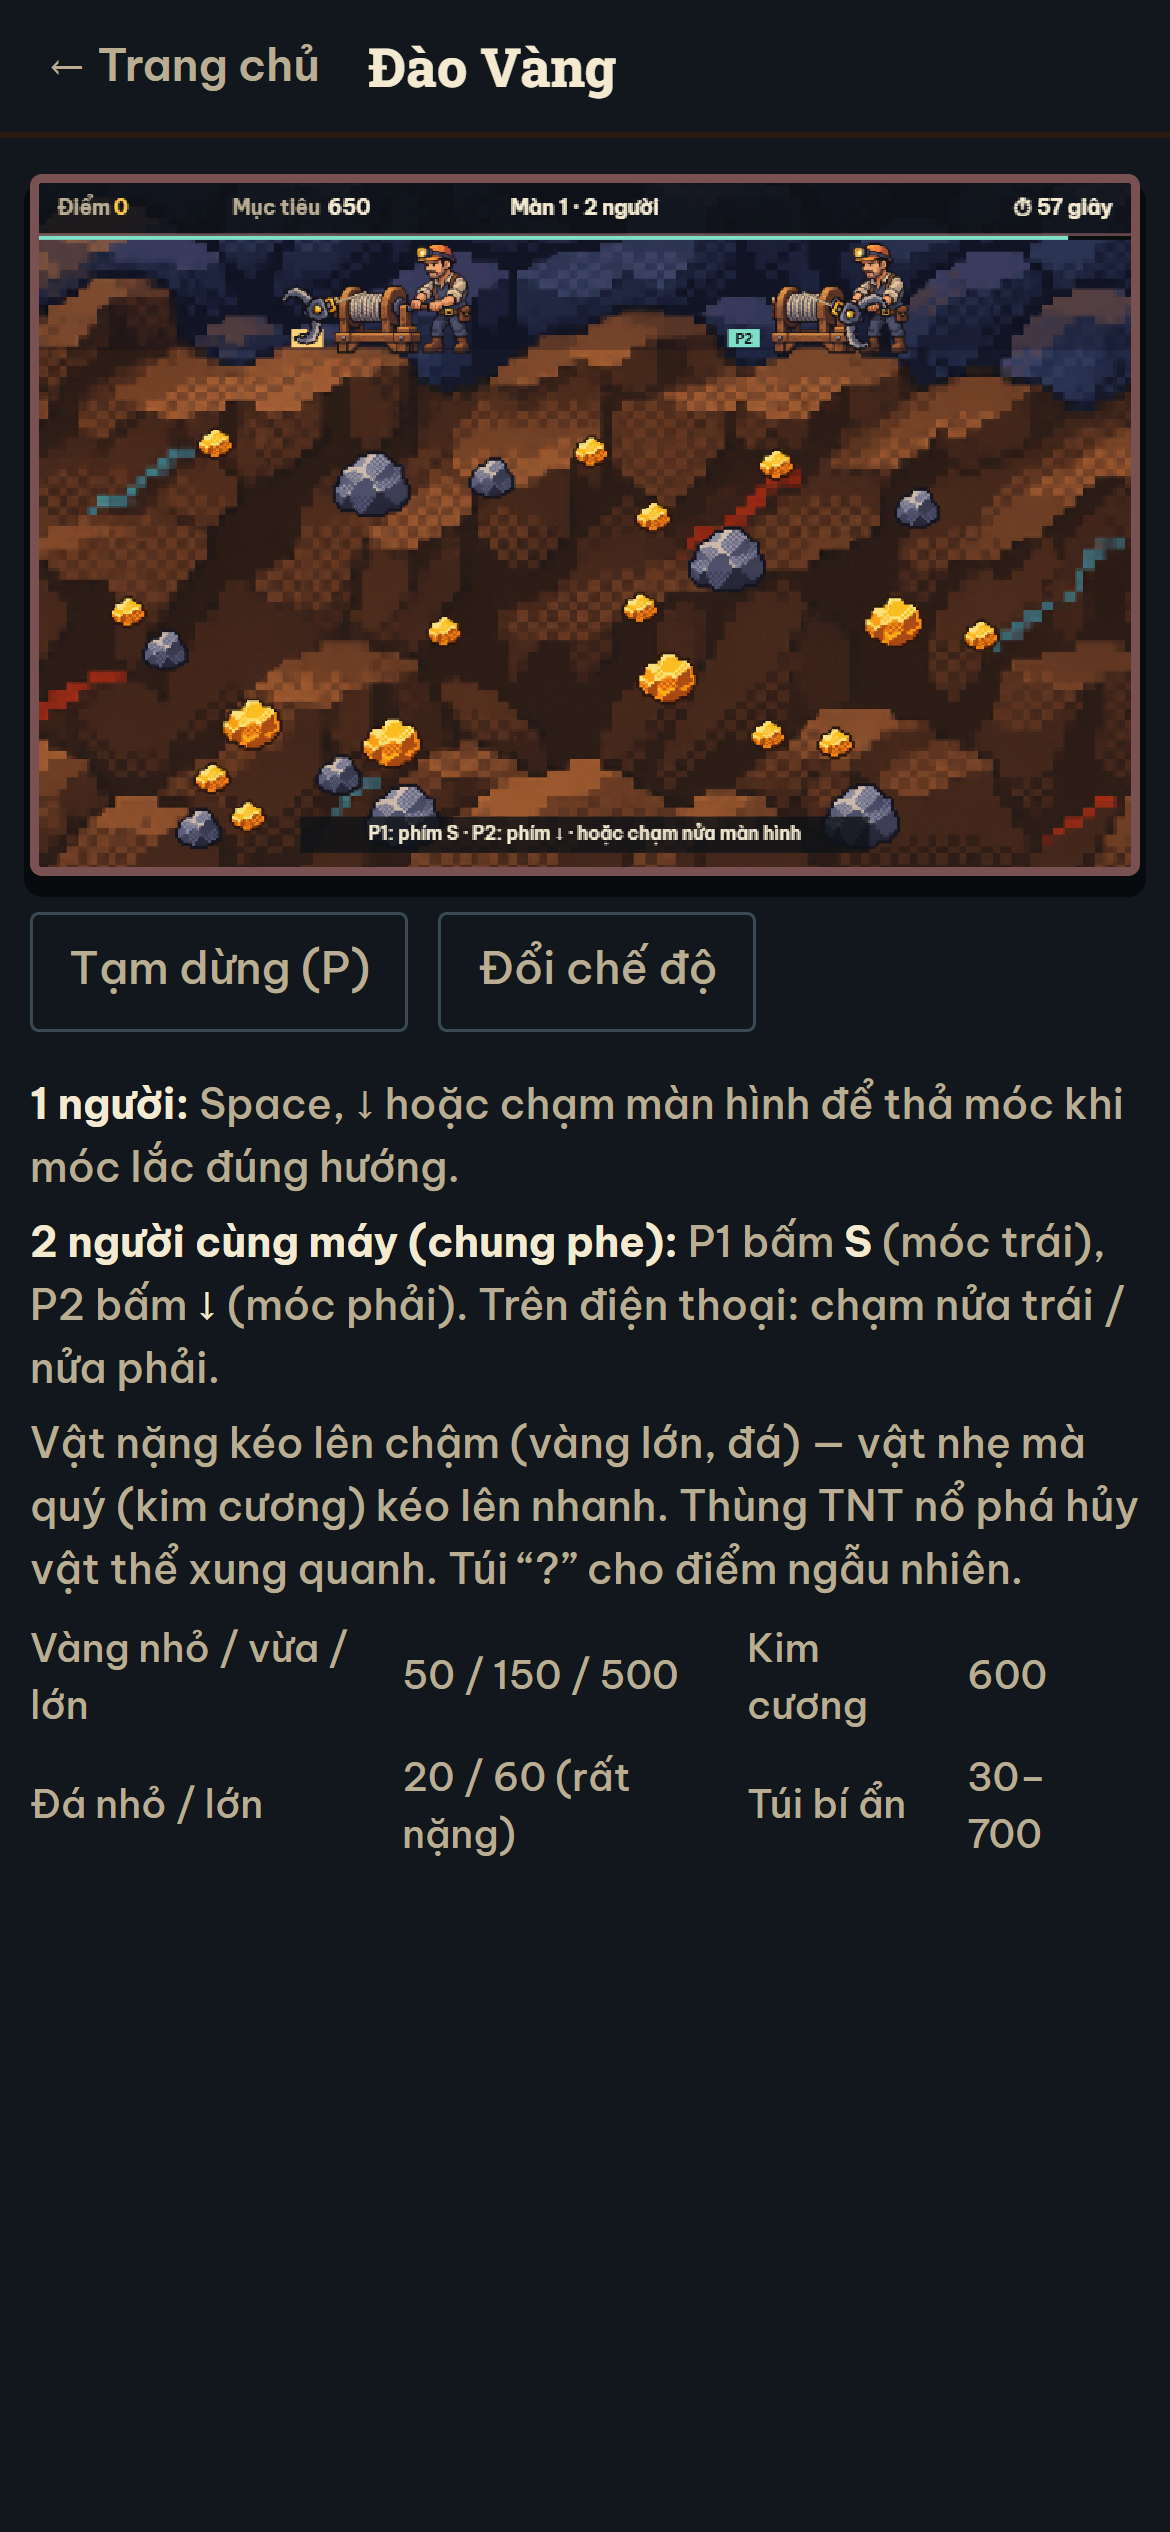 ← Trang chủ Đào Vàng
Điểm 0 Mục tiêu 650 Màn 1 · 2 người ⏱ 57 giây
P2
P1: phím S · P2: phím ↓ · hoặc chạm nửa màn hình
Tạm dừng (P) Đổi chế độ
1 người: Space, ↓ hoặc chạm màn hình để thả móc khi
móc lắc đúng hướng.
2 người cùng máy (chung phe): P1 bấm S (móc trái),
P2 bấm ↓ (móc phải). Trên điện thoại: chạm nửa trái /
nửa phải.
Vật nặng kéo lên chậm (vàng lớn, đá) — vật nhẹ mà
quý (kim cương) kéo lên nhanh. Thùng TNT nổ phá hủy
vật thể xung quanh. Túi “?” cho điểm ngẫu nhiên.
Vàng nhỏ / vừa /
lớn
50 / 150 / 500
Kim
cương
600
Đá nhỏ / lớn
20 / 60 (rất
nặng)
Túi bí ẩn
30–
700